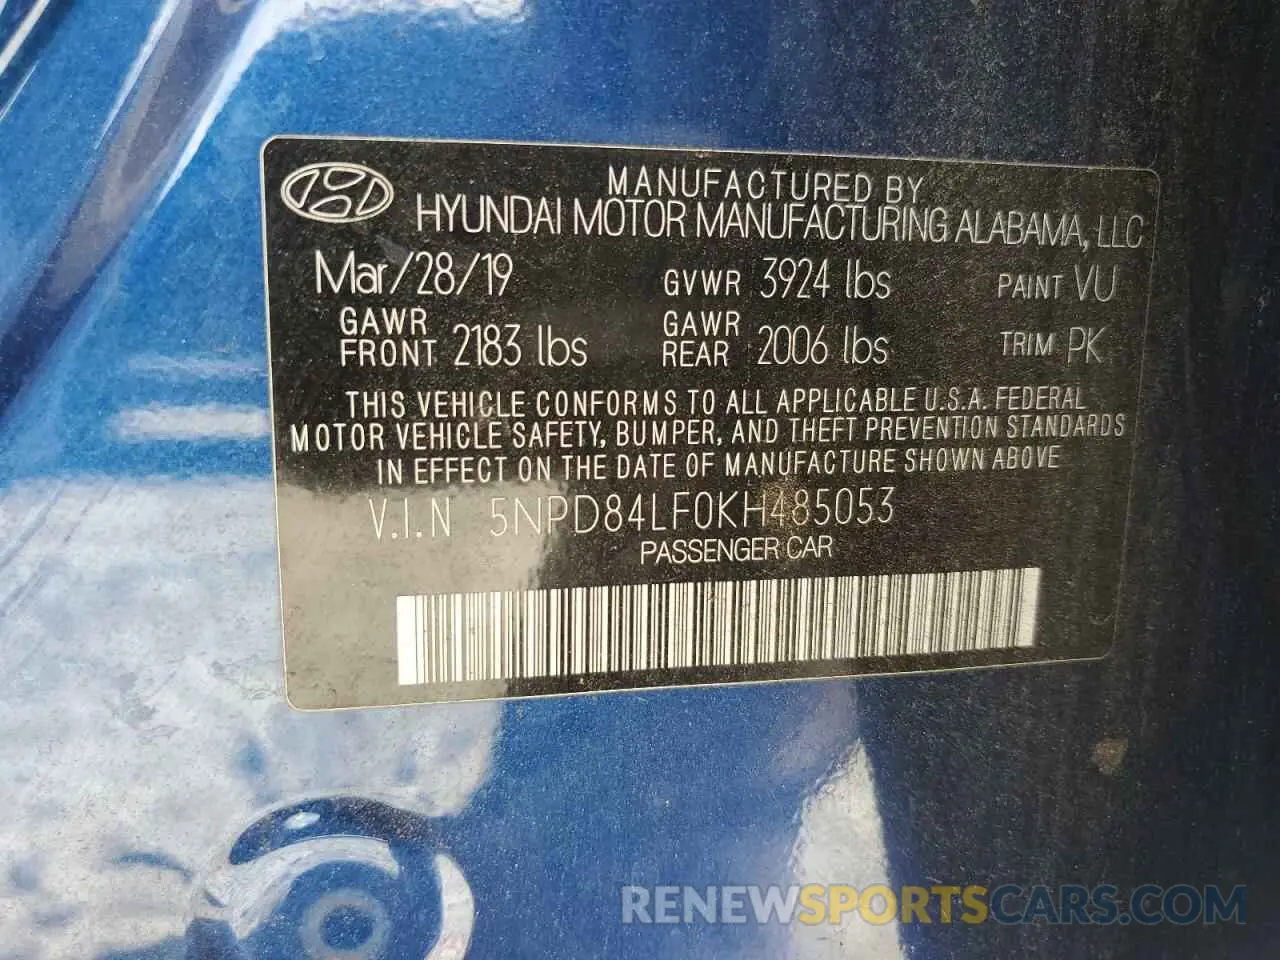 MANUFACTURED BY
HYUNDAI MOTOR MANUFACTURING ALABAMA, LLC
Mar/28/19 GVWR 3924 lbs PAINT VU
GAWR FRONT 2183 lbs GAWR REAR 2006 lbs TRIM PK
THIS VEHICLE CONFORMS TO ALL APPLICABLE U.S.A. FEDERAL
MOTOR VEHICLE SAFETY, BUMPER, AND THEFT PREVENTION STANDARDS
IN EFFECT ON THE DATE OF MANUFACTURE SHOWN ABOVE
V.I.N 5NPD84LF0KH485053
PASSENGER CAR
RENEWSPORTSCARS.COM